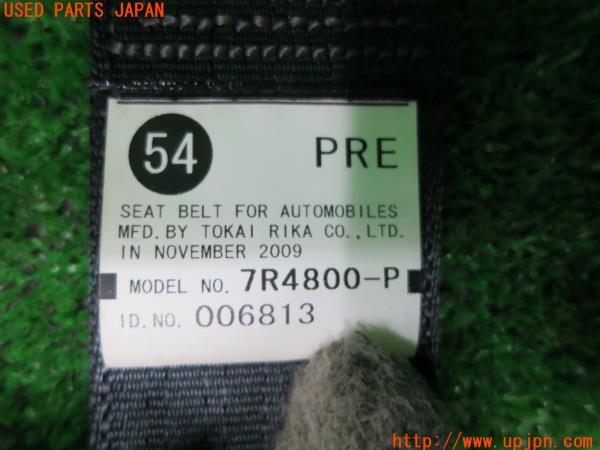 USED PARTS JAPAN
54 PRE
SEAT BELT FOR AUTOMOBILES
MFD. BY TOKAI RIKA CO., LTD.
IN NOVEMBER 2009
MODEL NO. 7R4800-P
ID. NO. 006813
http://www.upjpn.com/